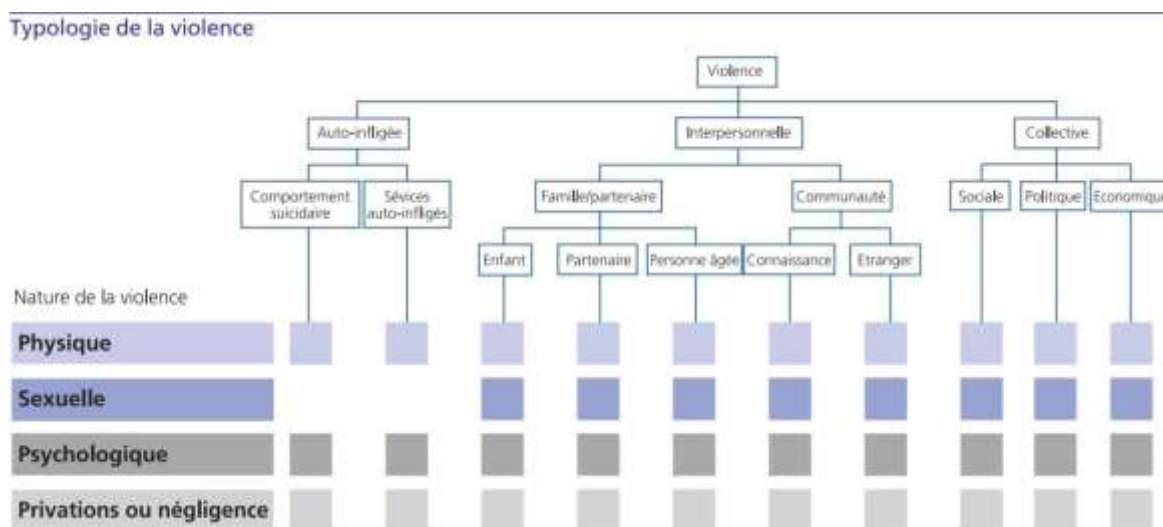 Typologie de la violence
Violence
Auto-infligée
Interpersonnelle
Collective
Comportement
suicidaire
Sévices
auto-infligés
Famille/partenaire
Communauté
Sociale
Politique
Economique
Enfant
Partenaire
Personne âgée
Connaissance
Etranger
Nature de la violence
Physique
Sexuelle
Psychologique
Privations ou négligence